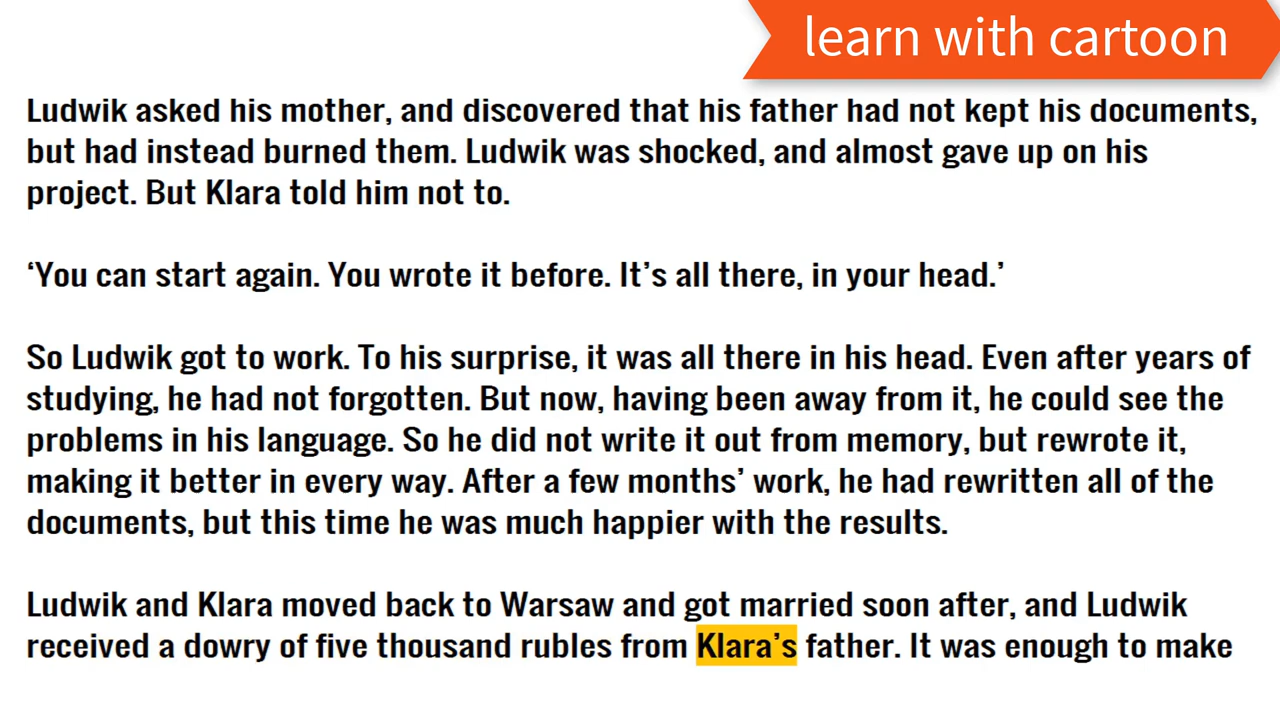 learn with cartoon
Ludwik asked his mother, and discovered that his father had not kept his documents,
but had instead burned them. Ludwik was shocked, and almost gave up on his
project. But Klara told him not to.
‘You can start again. You wrote it before. It’s all there, in your head.’
So Ludwik got to work. To his surprise, it was all there in his head. Even after years of
studying, he had not forgotten. But now, having been away from it, he could see the
problems in his language. So he did not write it out from memory, but rewrote it,
making it better in every way. After a few months’ work, he had rewritten all of the
documents, but this time he was much happier with the results.
Ludwik and Klara moved back to Warsaw and got married soon after, and Ludwik
received a dowry of five thousand rubles from Klara’s father. It was enough to make